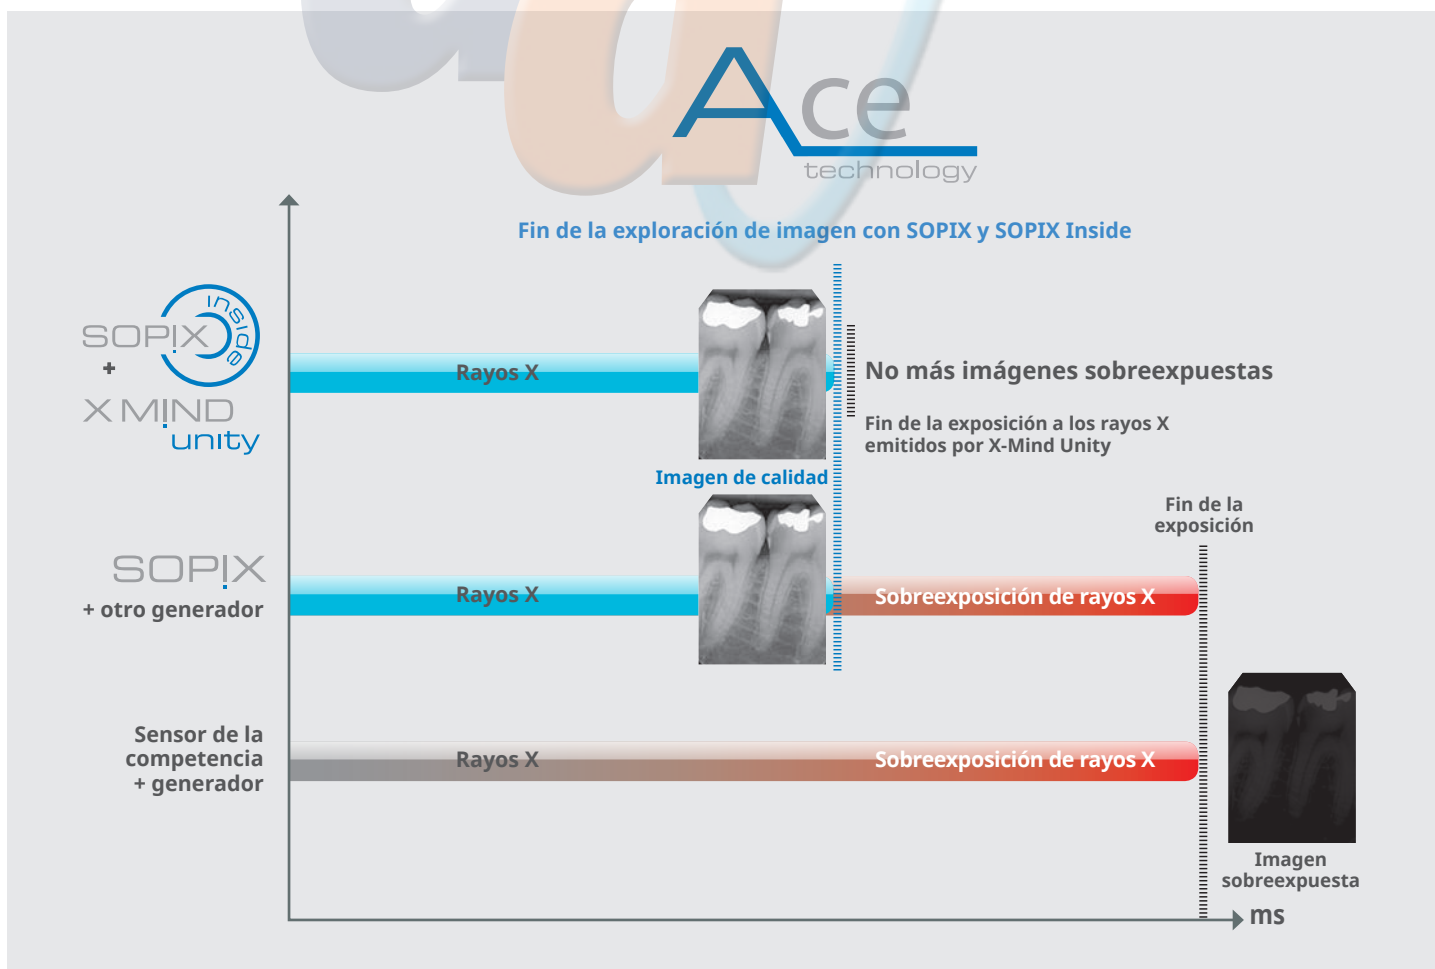 Ace
technology
Fin de la exploración de imagen con SOPIX y SOPIX Inside
SOPIX inside
+
X MIND
unity
Rayos X
No más imágenes sobreexpuestas
Fin de la exposición a los rayos X
emitidos por X-Mind Unity
Imagen de calidad
Fin de la
exposición
SOPIX
+ otro generador
Rayos X
Sobreexposición de rayos X
Sensor de la
competencia
+ generador
Rayos X
Sobreexposición de rayos X
Imagen
sobreexpuesta
ms